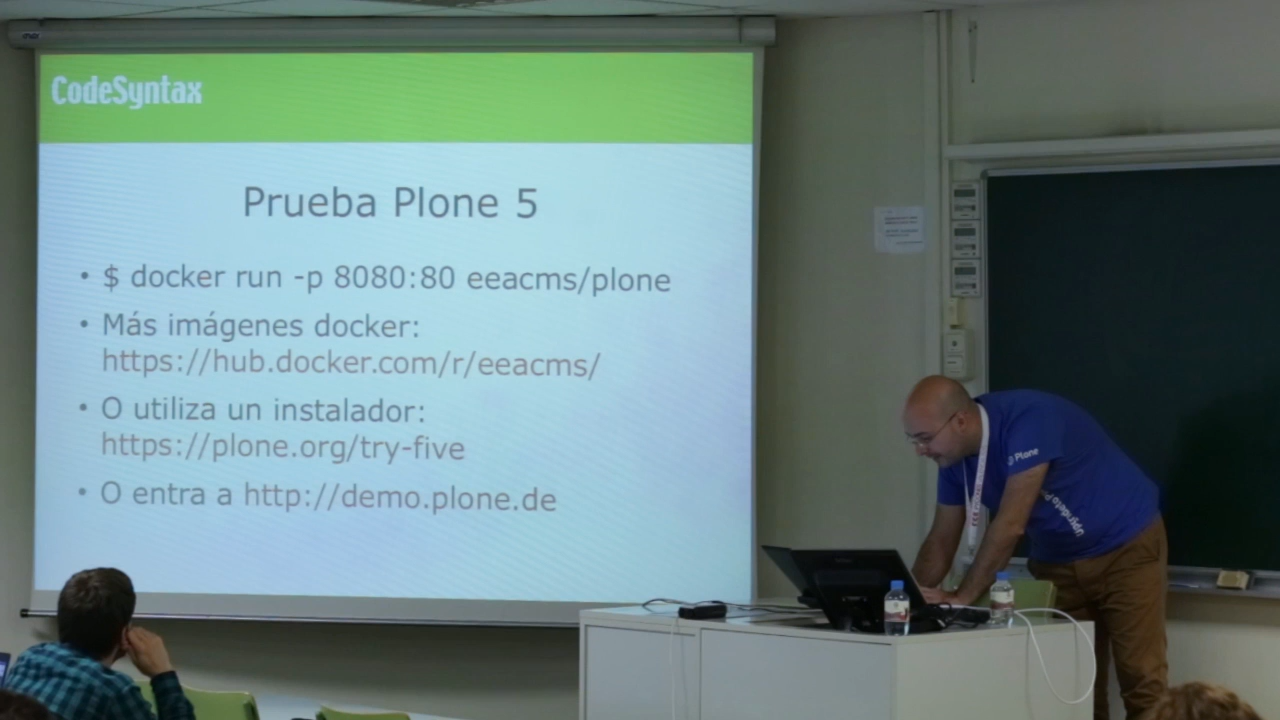 CodeSyntax
Prueba Plone 5
• $ docker run -p 8080:80 eeacms/plone
• Más imágenes docker:
https://hub.docker.com/r/eeacms/
• O utiliza un instalador:
https://plone.org/try-five
• O entra a http://demo.plone.de
Plone